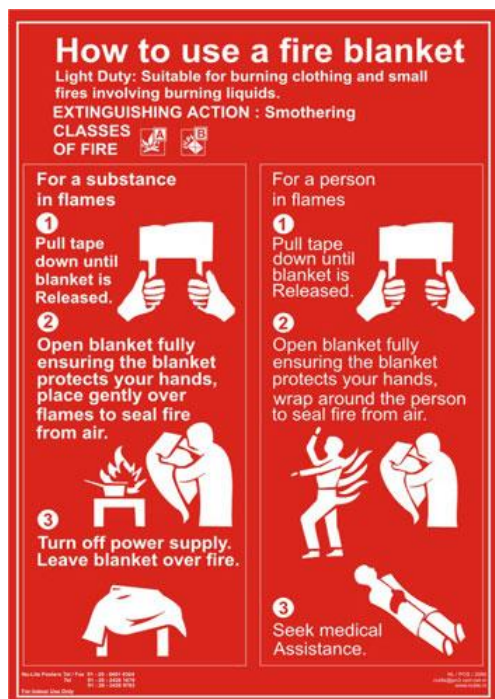 How to use a fire blanket
Light Duty: Suitable for burning clothing and small
fires involving burning liquids.
EXTINGUISHING ACTION : Smothering
CLASSES
OF FIRE
A
B
For a substance
in flames
1
Pull tape
down until
blanket is
Released.
2
Open blanket fully
ensuring the blanket
protects your hands,
place gently over
flames to seal fire
from air.
3
Turn off power supply.
Leave blanket over fire.
For a person
in flames
1
Pull tape
down until
blanket is
Released.
2
Open blanket fully
ensuring the blanket
protects your hands,
wrap around the person
to seal fire from air.
3
Seek medical
Assistance.
For Indoor Use Only